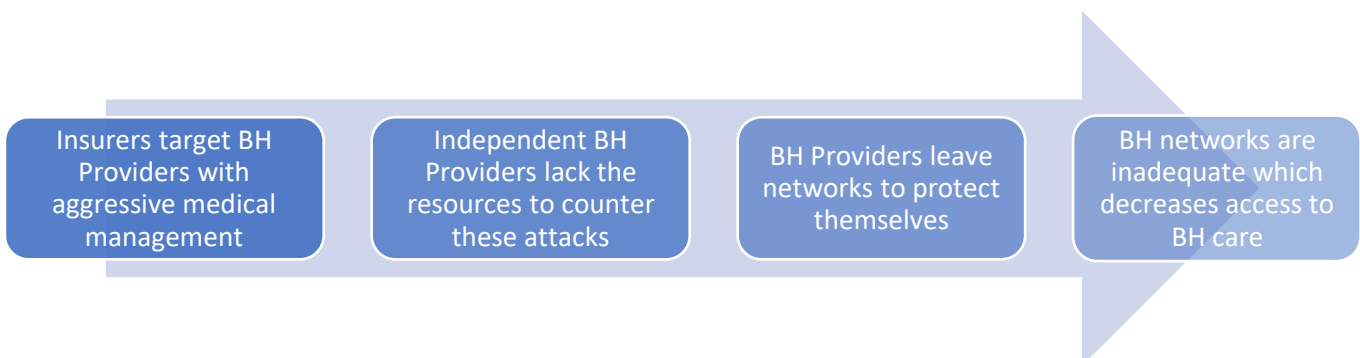 Insurers target BH
Providers with
aggressive medical
management
Independent BH
Providers lack the
resources to counter
these attacks
BH Providers leave
networks to protect
themselves
BH networks are
inadequate which
decreases access to
BH care